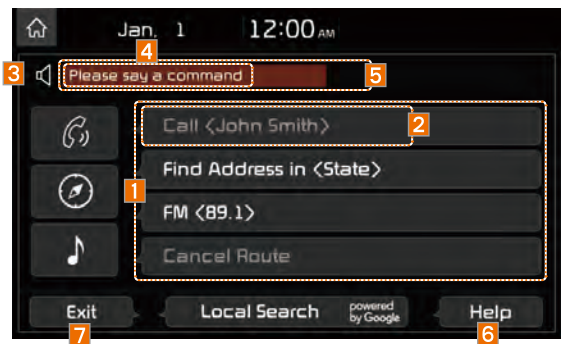 Jan. 1 12:00 AM
4
3 Please say a command 5
Call <John Smith> 2
Find Address in <State>
1
FM <89.1>
Cancel Route
Exit Local Search powered by Google Help
7 6